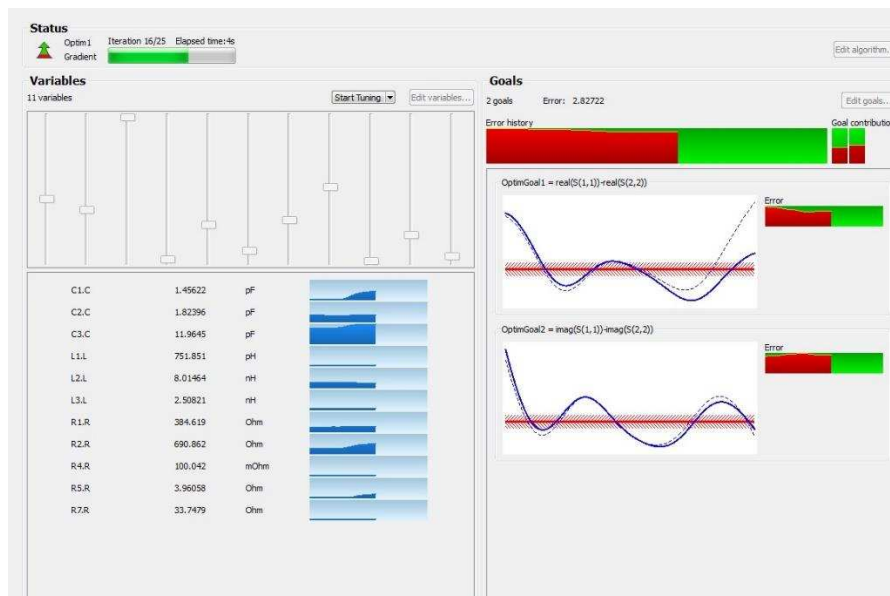 Status
Optim1 Iteration 16/25 Elapsed time:4s
Gradient
Edit algorithm...
Variables
11 variables Start Tuning Edit variables...
C1.C 1.45622 pF
C2.C 1.82396 pF
C3.C 11.9645 pF
L1.L 751.851 pH
L2.L 8.01464 nH
L3.L 2.50821 nH
R1.R 384.619 Ohm
R2.R 690.862 Ohm
R4.R 100.042 mOhm
R5.R 3.96058 Ohm
R7.R 33.7479 Ohm
Goals
2 goals Error: 2.82722 Edit goals..
Error history Goal contributio
OptimGoal1 = real(S(1,1))-real(S(2,2))
Error
OptimGoal2 = imag(S(1,1))-imag(S(2,2))
Error